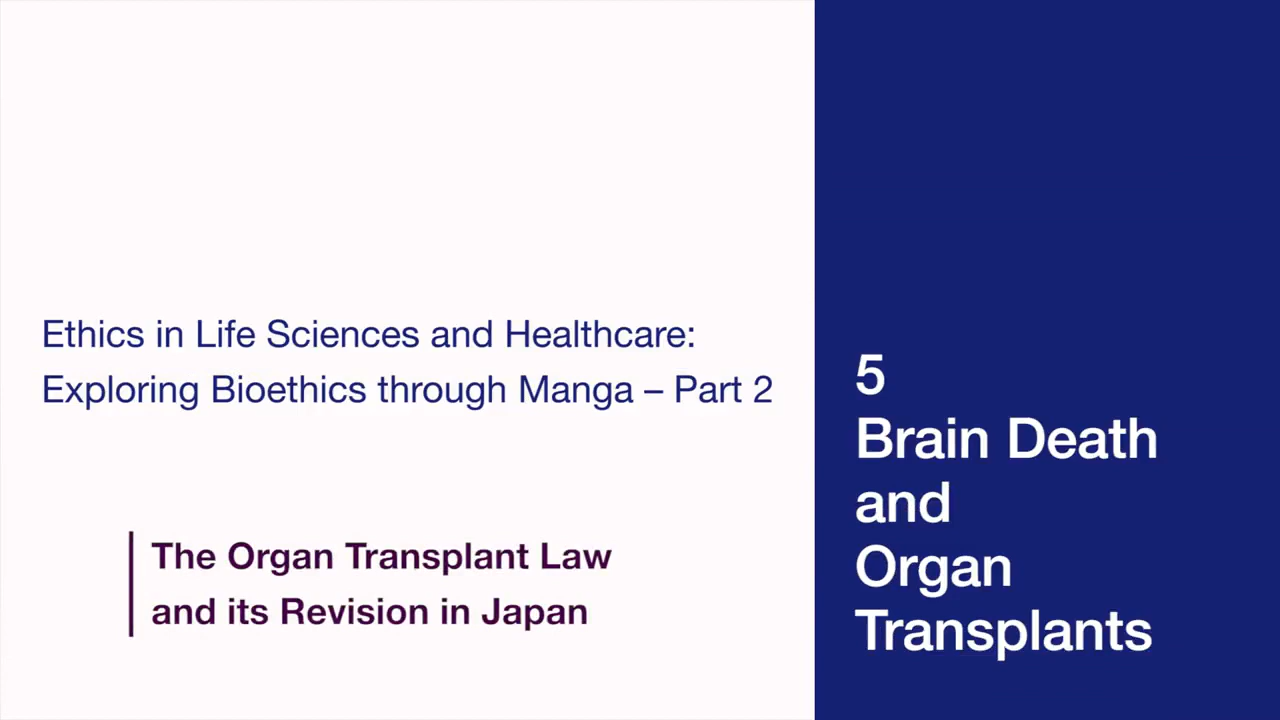 Ethics in Life Sciences and Healthcare:
Exploring Bioethics through Manga – Part 2
The Organ Transplant Law
and its Revision in Japan
5
Brain Death
and
Organ
Transplants